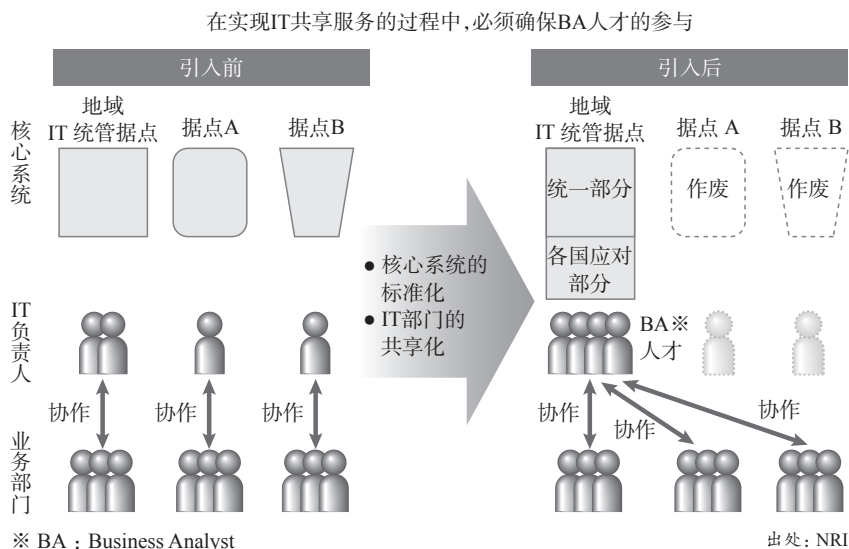 在实现IT共享服务的过程中,必须确保BA人才的参与
引入前
引入后
核心系统
地域
IT 统管据点
据点A
据点B
地域
IT 统管据点
据点 A
据点 B
统一部分
作废
作废
各国应对
部分
● 核心系统的
标准化
● IT部门的
共享化
IT负责人
BA※
人才
协作
协作
协作
协作
协作
协作
业务部门
※ BA : Business Analyst
出处: NRI